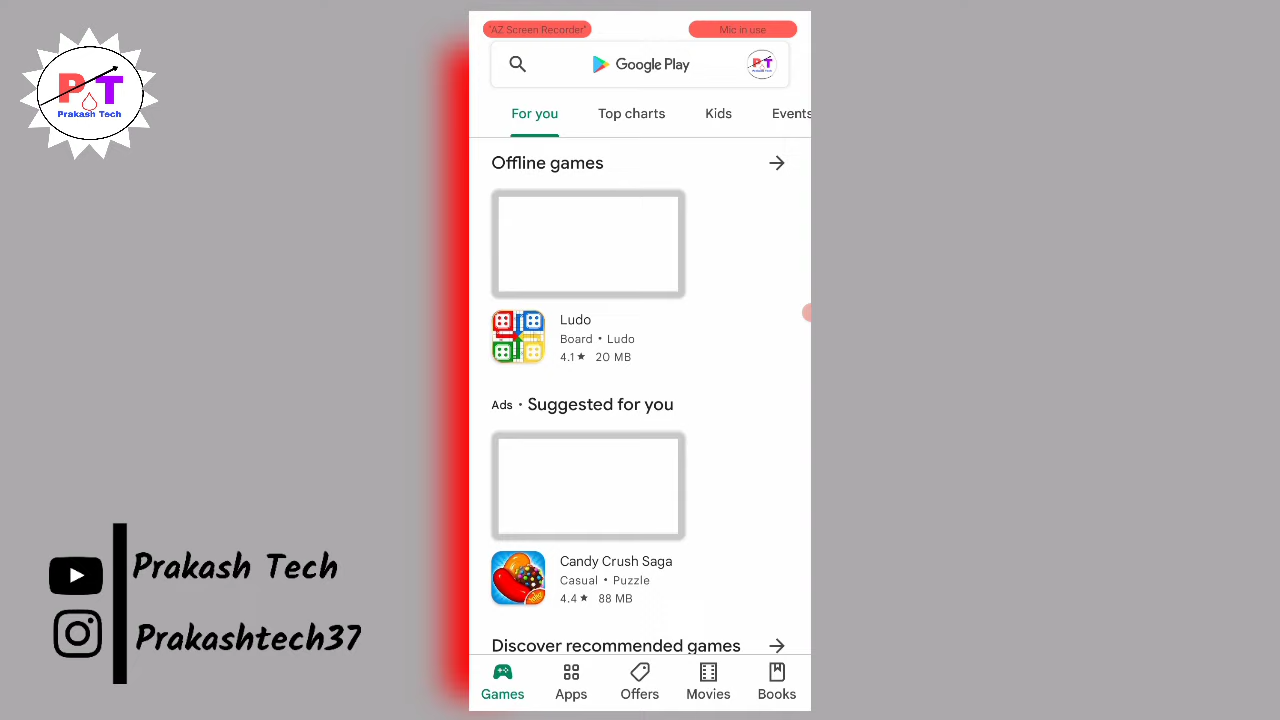 P T
Prakash Tech
"AZ Screen Recorder"
Mic in use
Google Play
P T
For you
Top charts
Kids
Events
Offline games
Ludo
Board • Ludo
4.1★ 20 MB
Ads • Suggested for you
Candy Crush Saga
Casual • Puzzle
4.4★ 88 MB
Discover recommended games
Games
Apps
Offers
Movies
Books
Prakash Tech
Prakashtech37